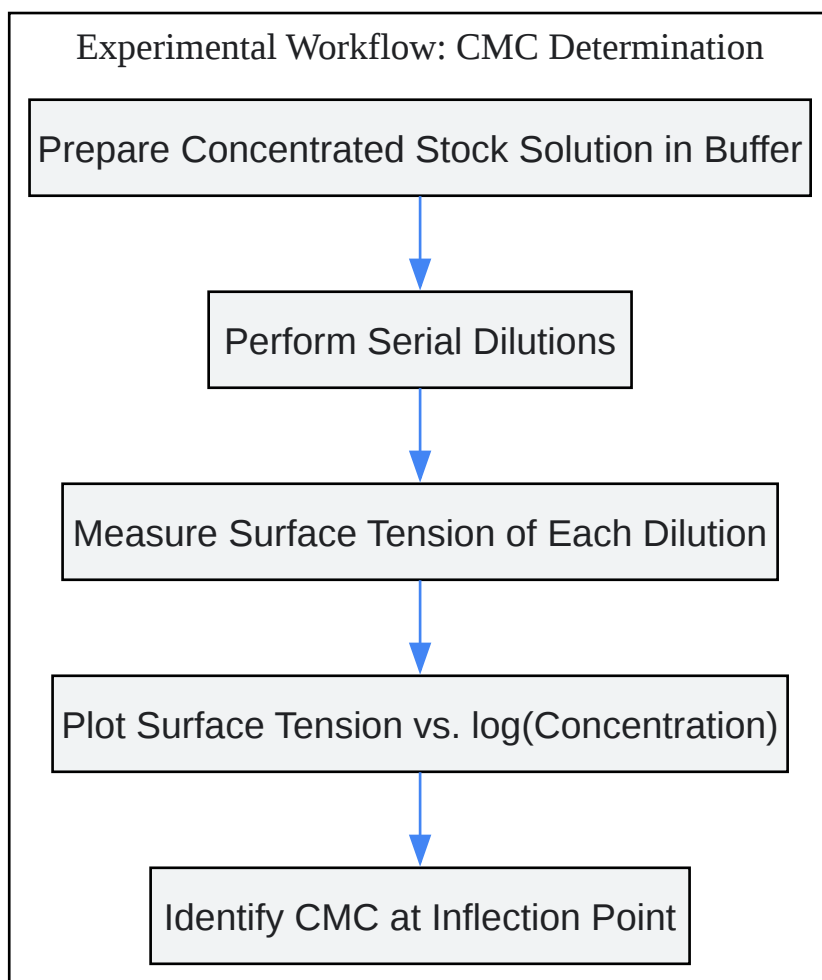 Experimental Workflow: CMC Determination
Prepare Concentrated Stock Solution in Buffer
Perform Serial Dilutions
Measure Surface Tension of Each Dilution
Plot Surface Tension vs. log(Concentration)
Identify CMC at Inflection Point